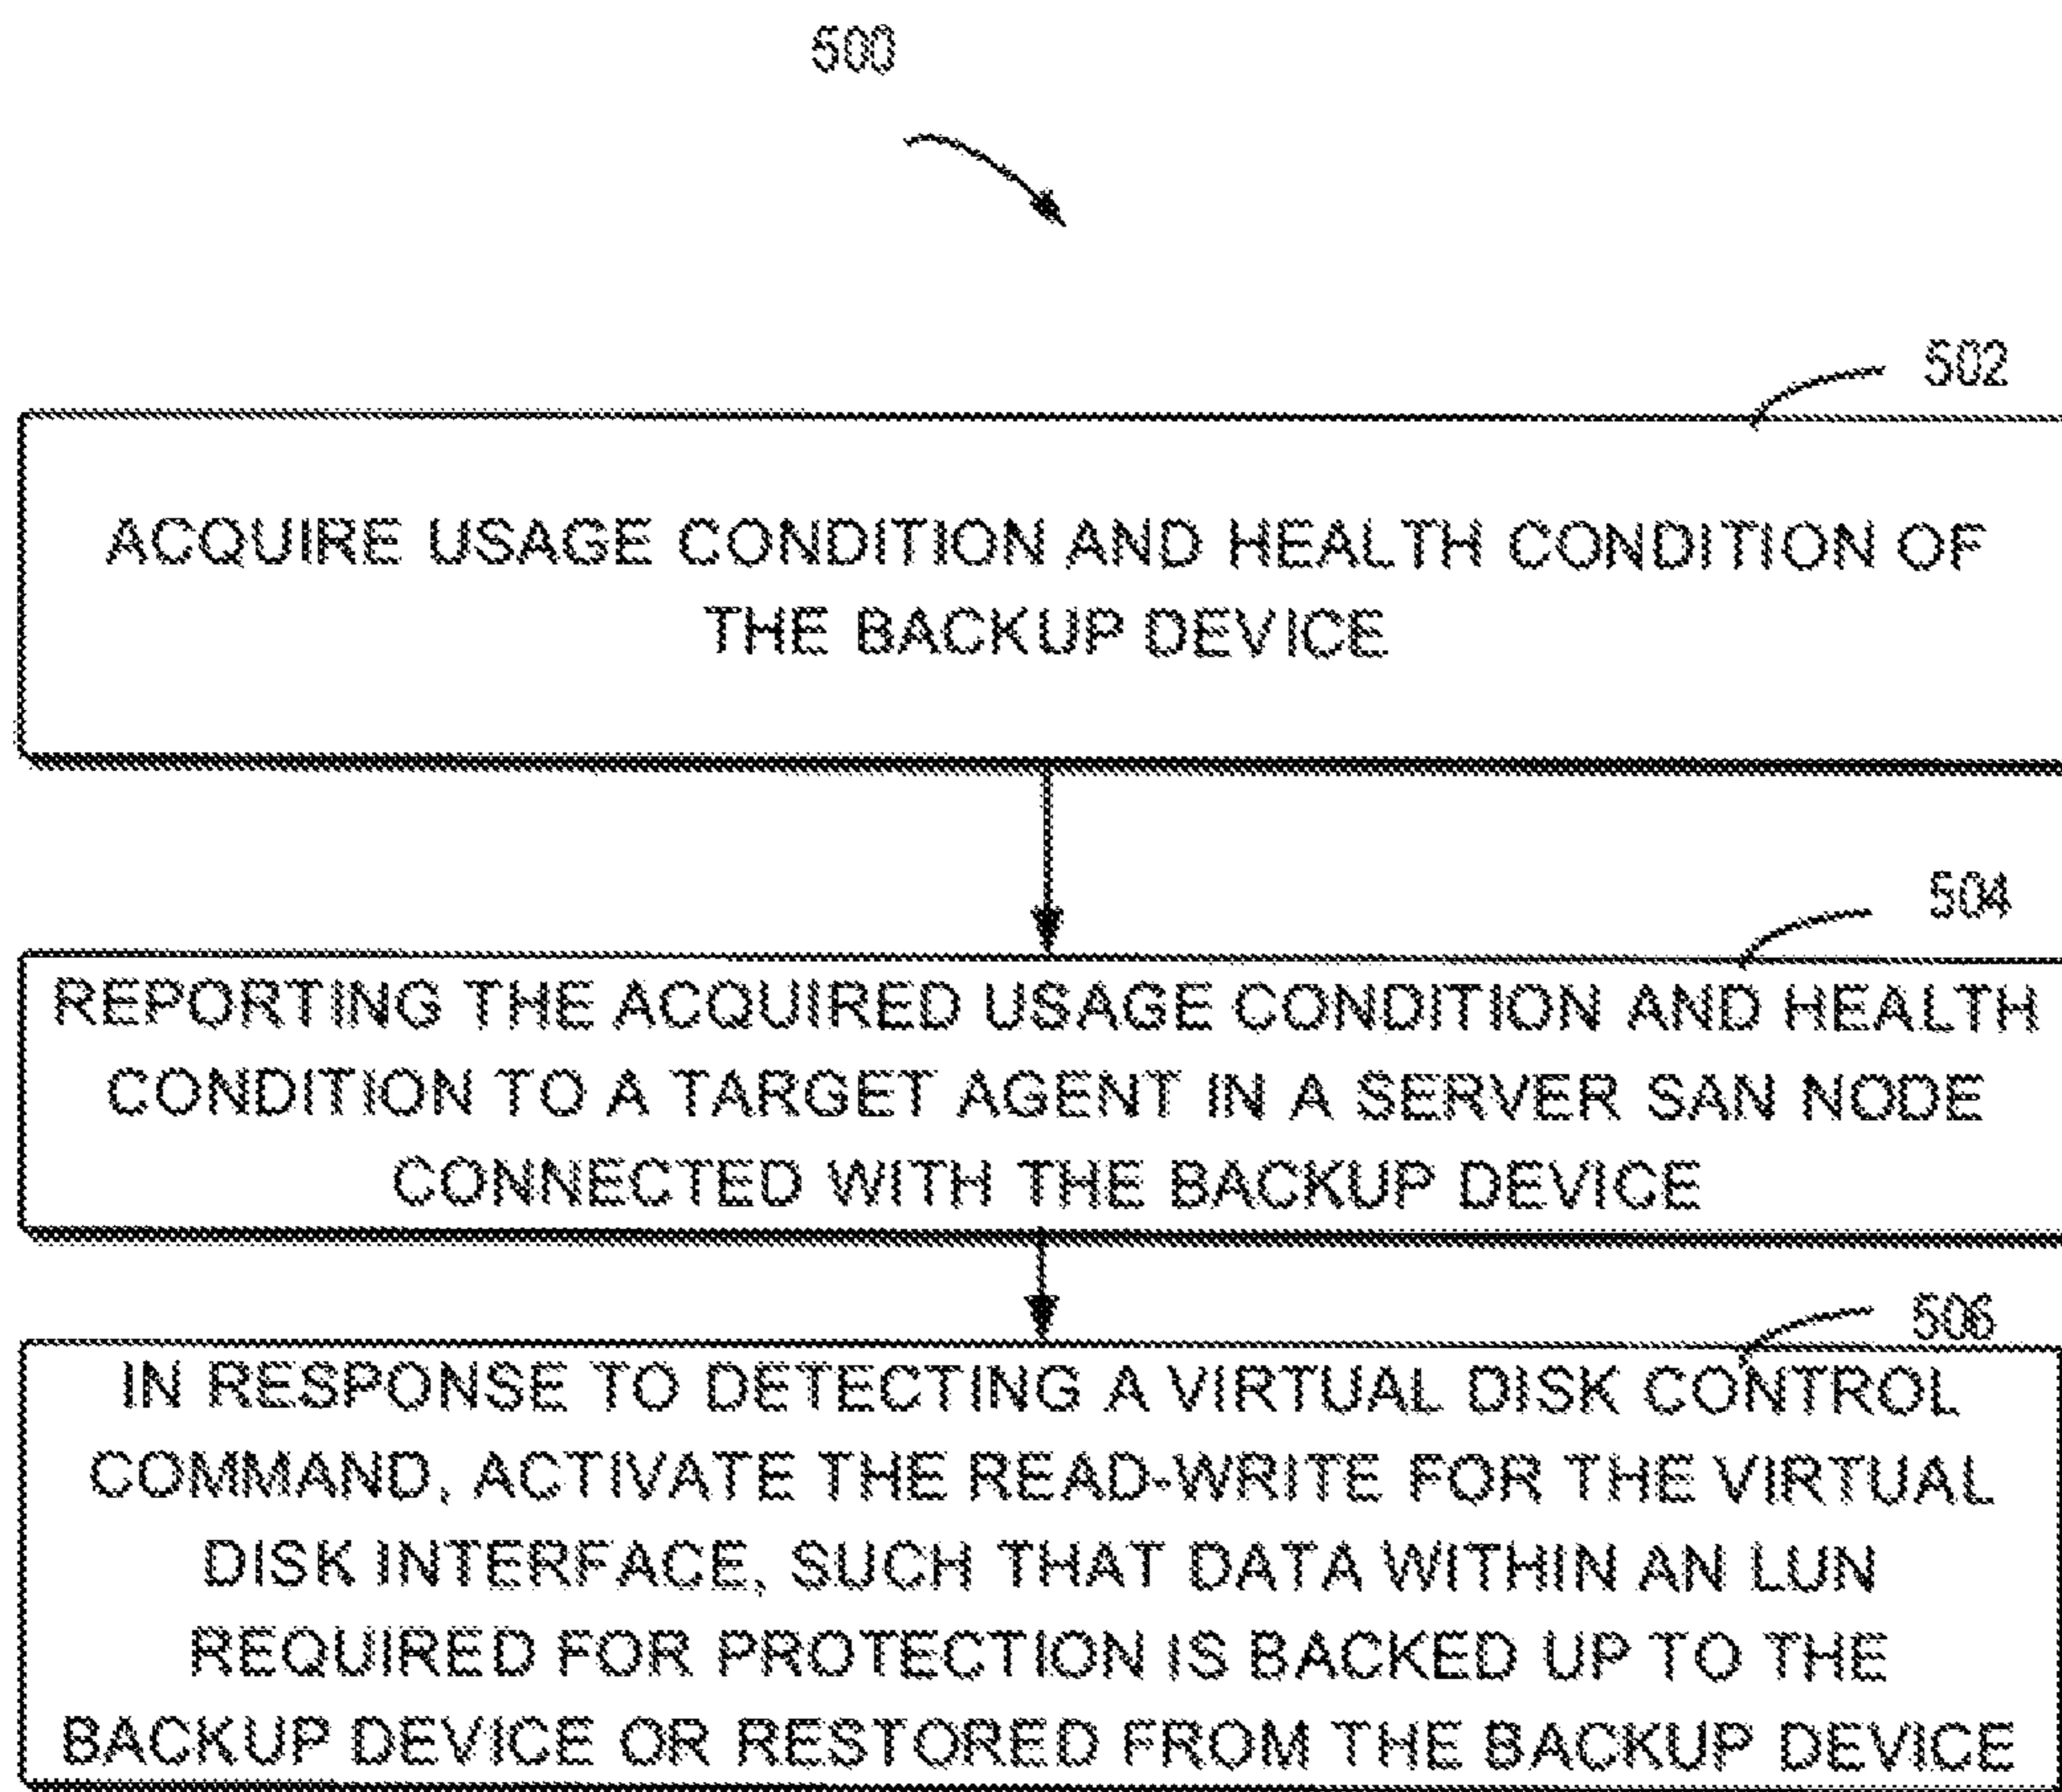 500
502
ACQUIRE USAGE CONDITION AND HEALTH CONDITION OF
THE BACKUP DEVICE
504
REPORTING THE ACQUIRED USAGE CONDITION AND HEALTH
CONDITION TO A TARGET AGENT IN A SERVER SAN NODE
CONNECTED WITH THE BACKUP DEVICE
506
IN RESPONSE TO DETECTING A VIRTUAL DISK CONTROL
COMMAND, ACTIVATE THE READ-WRITE FOR THE VIRTUAL
DISK INTERFACE, SUCH THAT DATA WITHIN AN LUN
REQUIRED FOR PROTECTION IS BACKED UP TO THE
BACKUP DEVICE OR RESTORED FROM THE BACKUP DEVICE